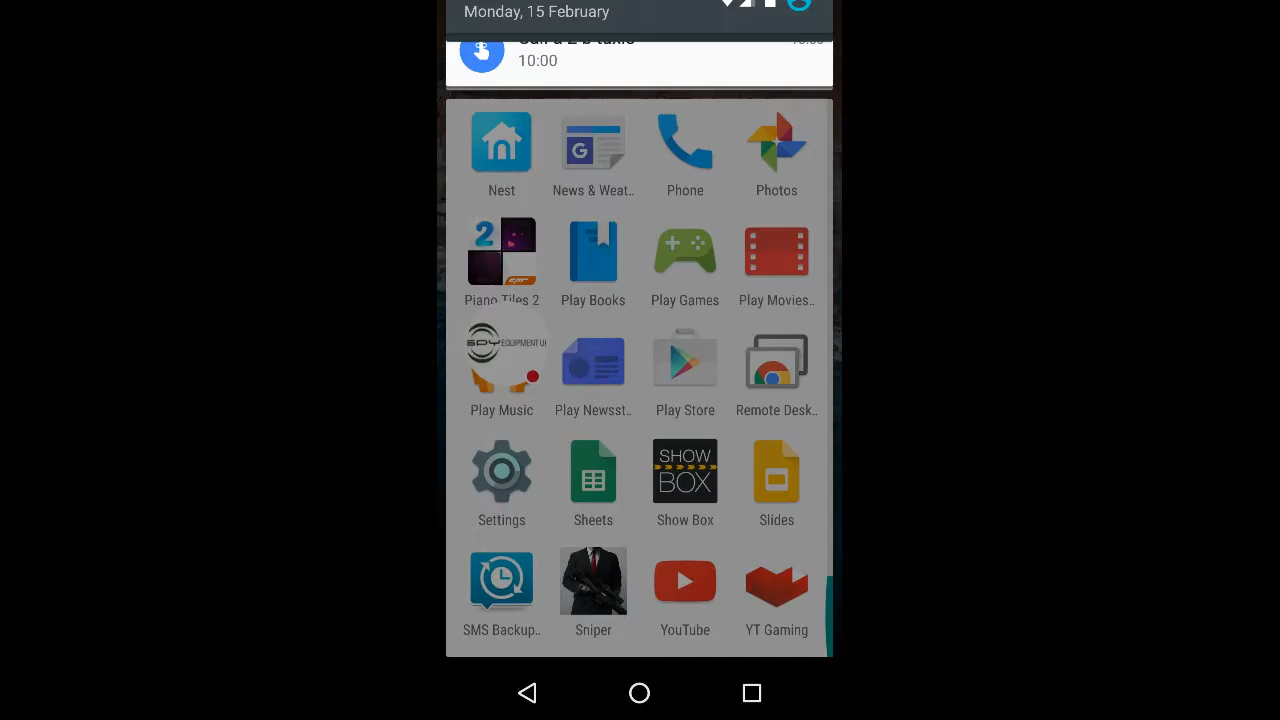 Monday, 15 February
10:00
Nest
News & Weat..
Phone
Photos
2
Piano Tiles 2
Play Books
Play Games
Play Movies..
SPY EQUIPMENT U
Play Music
Play Newsst..
Play Store
Remote Desk..
SHOW
BOX
Settings
Sheets
Show Box
Slides
SMS Backup..
Sniper
YouTube
YT Gaming